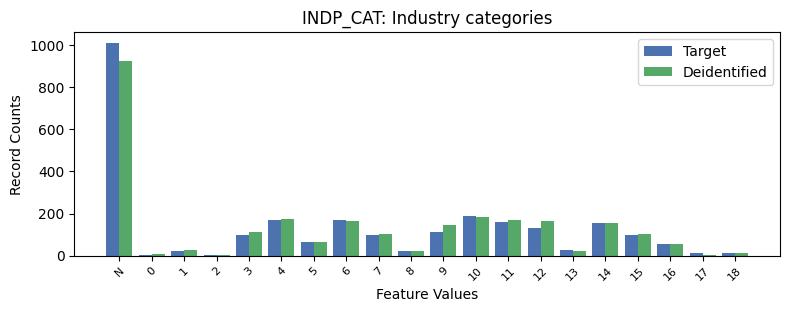 INDP_CAT: Industry categories
Target
Deidentified
Record Counts
1000
800
600
400
200
0
N 0 1 2 3 4 5 6 7 8 9 10 11 12 13 14 15 16 17 18
Feature Values